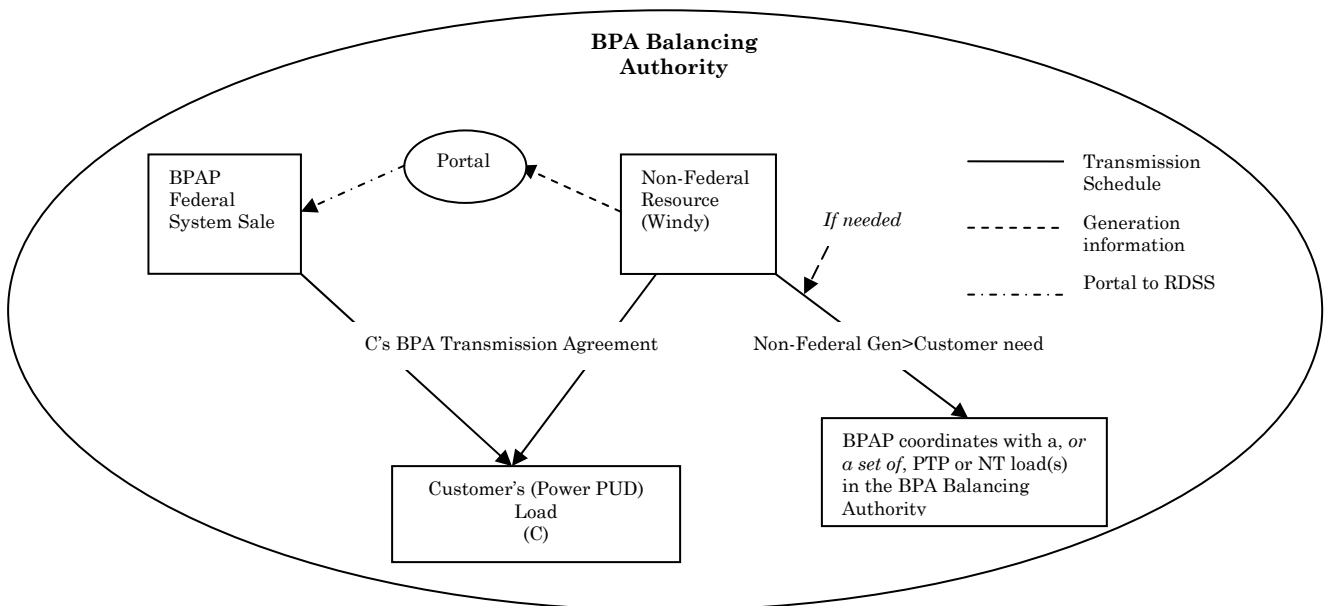 BPA Balancing
Authority
BPAP
Federal
System Sale
Portal
Non-Federal
Resource
(Windy)
If needed
Transmission
Schedule
Generation
information
Portal to RDSS
C's BPA Transmission Agreement
Non-Federal Gen>Customer need
Customer's (Power PUD)
Load
(C)
BPAP coordinates with a, or
a set of, PTP or NT load(s)
in the BPA Balancing
Authority